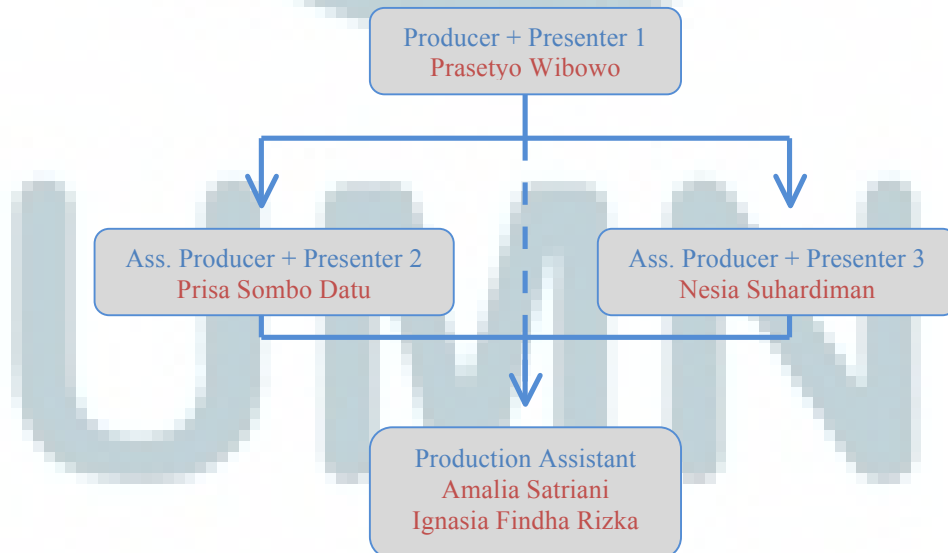 Producer + Presenter 1
Prasetyo Wibowo
Ass. Producer + Presenter 2
Prisa Sombo Datu
Ass. Producer + Presenter 3
Nesia Suhardiman
Production Assistant
Amalia Satriani
Ignasia Findha Rizka
UMN